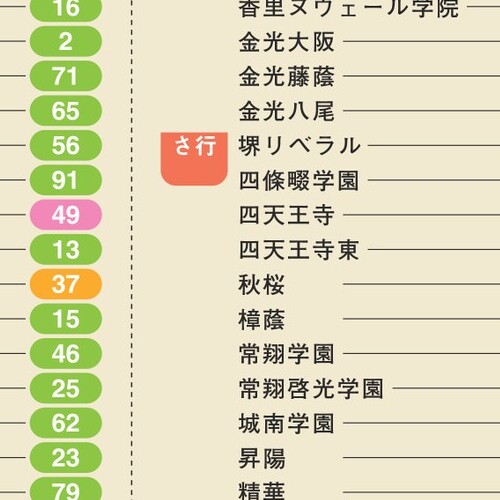 16 香里ヌヴェール学院
2 金光大阪
71 金光藤蔭
65 金光八尾
56 さ行 堺リベラル
91 四條畷学園
49 四天王寺
13 四天王寺東
37 秋桜
15 樟蔭
46 常翔学園
25 常翔啓光学園
62 城南学園
23 昇陽
79 精華